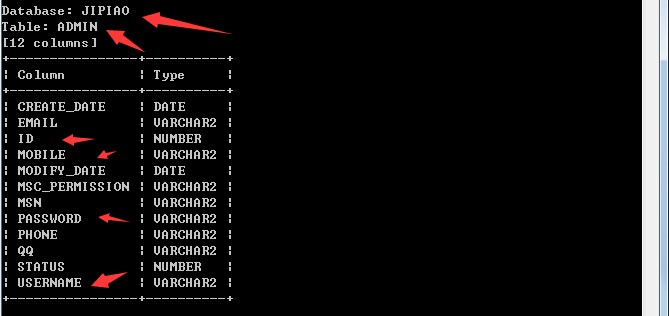 Database: JIPIAO
Table: ADMIN
[12 columns]
+----------------+----------+
¦ Column ¦ Type ¦
+----------------+----------+
¦ CREATE_DATE ¦ DATE ¦
¦ EMAIL ¦ VARCHAR2 ¦
¦ ID ¦ NUMBER ¦
¦ MOBILE ¦ VARCHAR2 ¦
¦ MODIFY_DATE ¦ DATE ¦
¦ MSC_PERMISSION ¦ VARCHAR2 ¦
¦ MSN ¦ VARCHAR2 ¦
¦ PASSWORD ¦ VARCHAR2 ¦
¦ PHONE ¦ VARCHAR2 ¦
¦ QQ ¦ VARCHAR2 ¦
¦ STATUS ¦ NUMBER ¦
¦ USERNAME ¦ VARCHAR2 ¦
+----------------+----------+